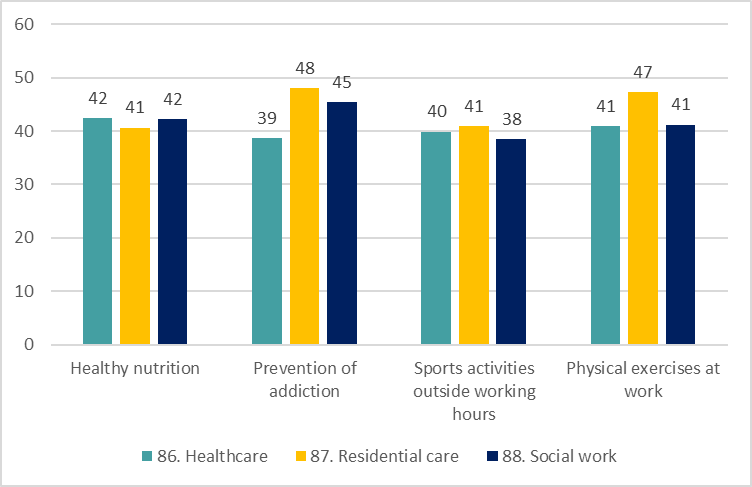 60
50
40
30
20
10
0
42 41 42
39 48 45
40 41 38
41 47 41
Healthy nutrition
Prevention of
addiction
Sports activities
outside working
hours
Physical exercises at
work
86. Healthcare 87. Residential care 88. Social work